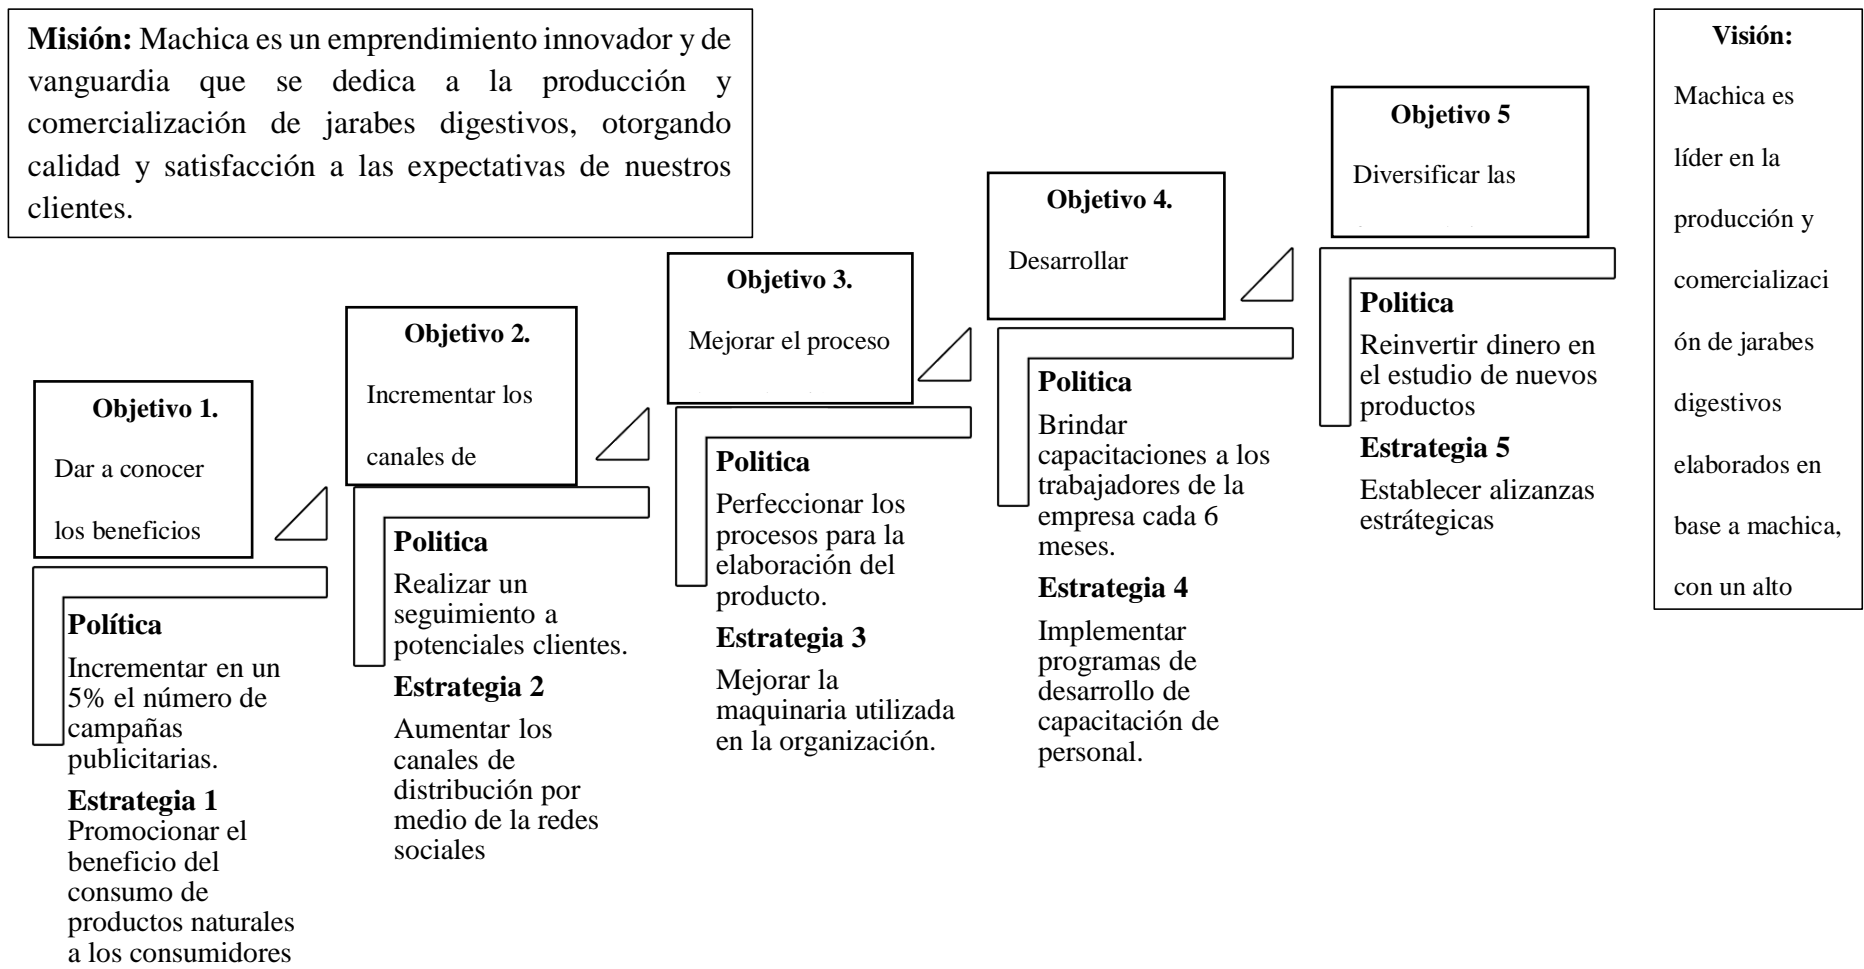 Misión: Machica es un emprendimiento innovador y de
vanguardia que se dedica a la producción y
comercialización de jarabes digestivos, otorgando
calidad y satisfacción a las expectativas de nuestros
clientes.
Objetivo 1.
Dar a conocer
los beneficios
Política
Incrementar en un
5% el número de
campañas
publicitarias.
Estrategia 1
Promocionar el
beneficio del
consumo de
productos naturales
a los consumidores
Objetivo 2.
Incrementar los
canales de
Politica
Realizar un
seguimiento a
potenciales clientes.
Estrategia 2
Aumentar los
canales de
distribución por
medio de la redes
sociales
Objetivo 3.
Mejorar el proceso
Politica
Perfeccionar los
procesos para la
elaboración del
producto.
Estrategia 3
Mejorar la
maquinaria utilizada
en la organización.
Objetivo 4.
Desarrollar
Politica
Brindar
capacitaciones a los
trabajadores de la
empresa cada 6
meses.
Estrategia 4
Implementar
programas de
desarrollo de
capacitación de
personal.
Objetivo 5
Diversificar las
Politica
Reinvertir dinero en
el estudio de nuevos
productos
Estrategia 5
Establecer alizanzas
estrátegicas
Visión:
Machica es
líder en la
producción y
comercializaci
ón de jarabes
digestivos
elaborados en
base a machica,
con un alto